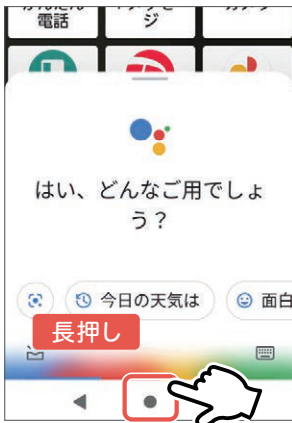 電話
ジ
はい、どんなご用でしょ
う？
今日の天気は
面白
長押し